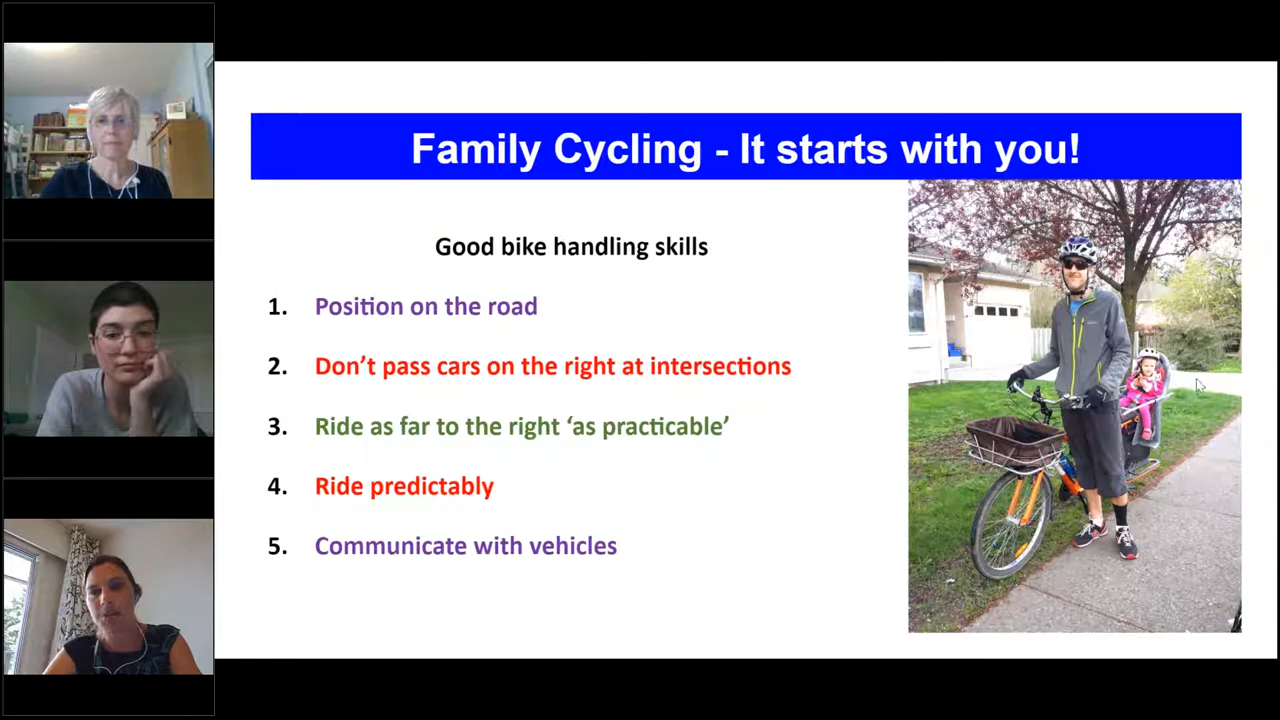 Family Cycling - It starts with you!
Good bike handling skills
1. Position on the road
2. Don’t pass cars on the right at intersections
3. Ride as far to the right ‘as practicable’
4. Ride predictably
5. Communicate with vehicles